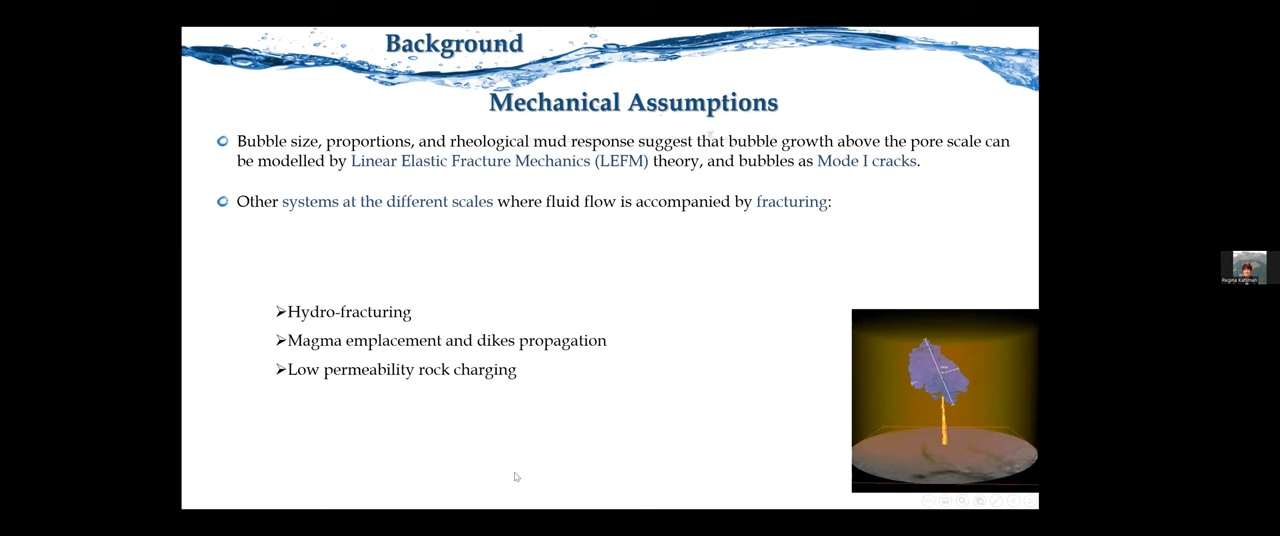 Background
Mechanical Assumptions
Bubble size, proportions, and rheological mud response suggest that bubble growth above the pore scale can
be modelled by Linear Elastic Fracture Mechanics (LEFM) theory, and bubbles as Mode I cracks.
Other systems at the different scales where fluid flow is accompanied by fracturing:
Regina Katsman
➢Hydro-fracturing
➢Magma emplacement and dikes propagation
➢Low permeability rock charging